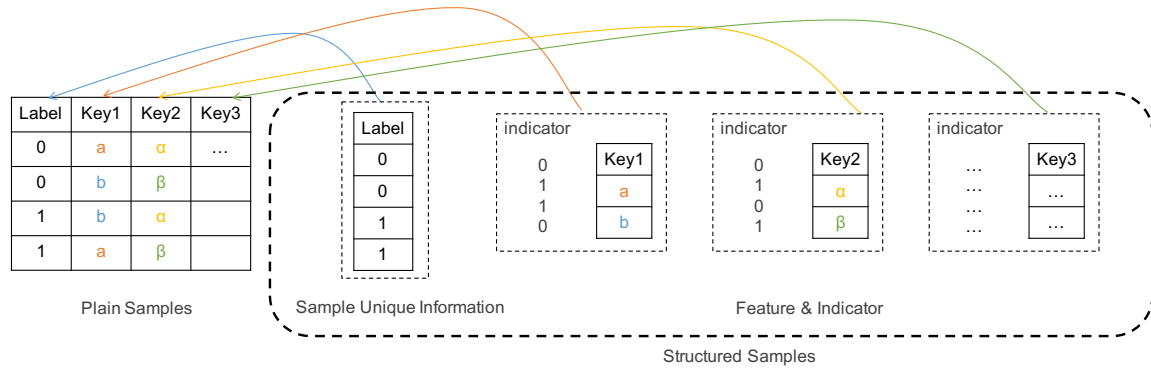 Label Key1 Key2 Key3
0 a α ...
0 b β
1 b α
1 a β
Plain Samples
Label
0
0
1
1
Sample Unique Information
indicator
0
1
1
0
Key1
a
b
indicator
0
1
0
1
Key2
α
β
indicator
...
...
...
...
Key3
...
...
Feature & Indicator
Structured Samples